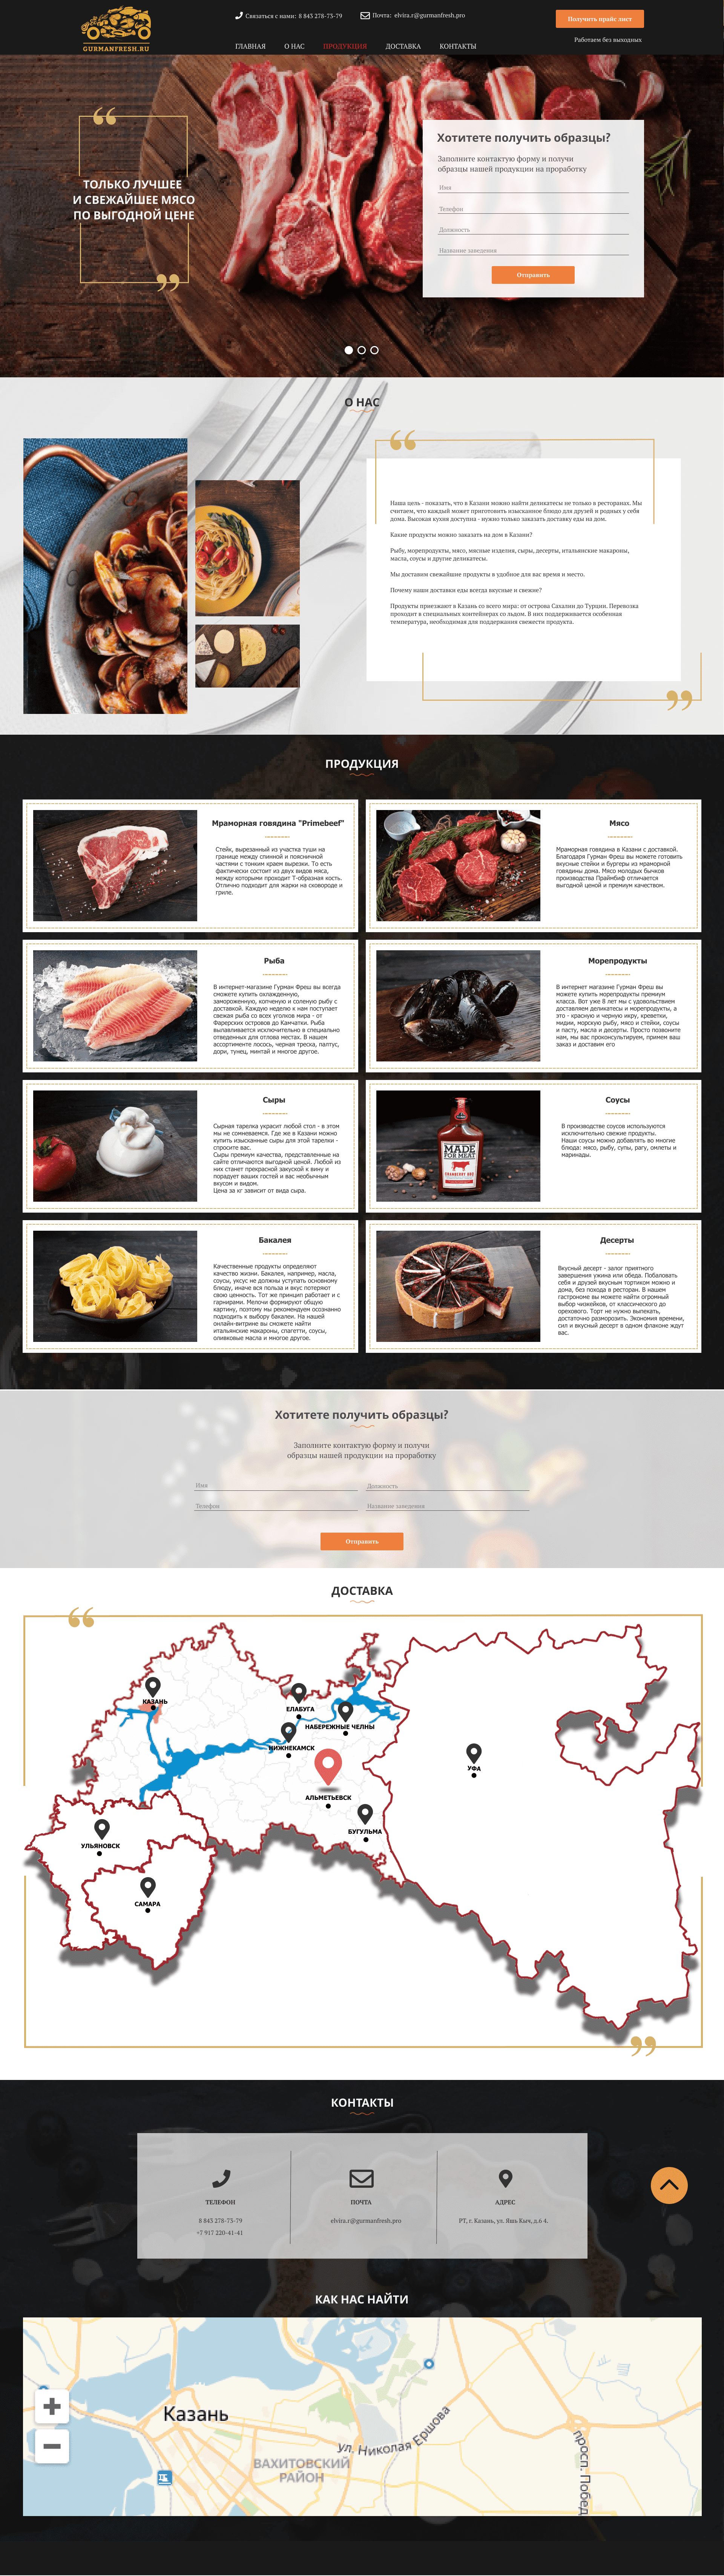 GURMANFRESH.RU
Связаться с нами: 8 843 278-73-79
Почта: elvira.r@gurmanfresh.pro
Получить прайс лист
Работаем без выходных
ГЛАВНАЯ О НАС ПРОДУКЦИЯ ДОСТАВКА КОНТАКТЫ
ТОЛЬКО ЛУЧШЕЕ
И СВЕЖАЙШЕЕ МЯСО
ПО ВЫГОДНОЙ ЦЕНЕ
Хотитете получить образцы?
Заполните контактую форму и получи
образцы нашей продукции на проработку
Имя
Телефон
Должность
Название заведения
Отправить
О НАС
Наша цель - показать, что в Казани можно найти деликатесы не только в ресторанах. Мы
считаем, что каждый может приготовить изысканное блюдо для друзей и родных у себя
дома. Высокая кухня доступна - нужно только заказать доставку еды на дом.
Какие продукты можно заказать на дом в Казани?
Рыбу, морепродукты, мясо, мясные изделия, сыры, десерты, итальянские макароны,
масла, соусы и другие деликатесы.
Мы доставим свежайшие продукты в удобное для вас время и место.
Почему наши доставки еды всегда вкусные и свежие?
Продукты приезжают в Казань со всего мира: от острова Сахалин до Турции. Перевозка
проходит в специальных контейнерах со льдом. В них поддерживается особенная
температура, необходимая для поддержания свежести продукта.
ПРОДУКЦИЯ
Мраморная говядина "Primebeef"
Стейк, вырезанный из участка туши на
границе между спинной и поясничной
частями с тонким краем вырезки. То есть
фактически состоит из двух видов мяса,
между которыми проходит Т-образная кость.
Отлично подходит для жарки на сковороде и
гриле.
Мясо
Мраморная говядина в Казани с доставкой.
Благодаря Гурман Фреш вы можете готовить
вкусные стейки и бургеры из мраморной
говядины дома. Мясо молодых бычков
производства Праймбиф отличается
выгодной ценой и премиум качеством.
Рыба
В интернет-магазине Гурман Фреш вы всегда
сможете купить охлажденную,
замороженную, копченую и соленую рыбу с
доставкой. Каждую неделю к нам поступает
свежая рыба со всех уголков мира - от
Фарерских островов до Камчатки. Рыба
вылавливается исключительно в специально
отведенных для отлова местах. В нашем
ассортименте лосось, черная треска, палтус,
дори, тунец, минтай и многое другое.
Морепродукты
В интернет магазине Гурман Фреш вы
можете купить морепродукты премиум
класса. Вот уже 8 лет мы с удовольствием
доставляем деликатесы и морепродукты, а
это - красную и черную икру, креветки,
мидии, морскую рыбу, мясо и стейки, соусы
и пасту, масла и десерты. Просто позвоните
нам, мы вас проконсультируем, примем ваш
заказ и доставим его
Сыры
Сырная тарелка украсит любой стол - в этом
мы не сомневаемся. Где же в Казани можно
купить изысканные сыры для этой тарелки -
спросите вас.
Сыры премиум качества, представленные на
сайте отличаются выгодной ценой. Любой из
них станет прекрасной закуской к вину и
порадует ваших гостей и вас необычным
вкусом и видом.
Цена за кг зависит от вида сыра.
MADE
FOR MEAT
CRANBERRY BBQ
Соусы
В производстве соусов используются
исключительно свежие продукты.
Наши соусы можно добавлять во многие
блюда: мясо, рыбу, супы, рагу, омлеты и
маринады.
Бакалея
Качественные продукты определяют
качество жизни. Бакалея, например, масла,
соусы, уксус не должны уступать основному
блюду, иначе вся польза и вкус потеряют
свою ценность. Тот же принцип работает и с
гарнирами. Мелочи формируют общую
картину, поэтому мы рекомендуем осознанно
подходить к выбору бакалеи. На нашей
онлайн-витрине вы сможете найти
итальянские макароны, спагетти, соусы,
оливковые масла и многое другое.
Десерты
Вкусный десерт - залог приятного
завершения ужина или обеда. Побаловать
себя и друзей вкусным тортиком можно и
дома, без похода в ресторан. В нашем
гастрономе вы можете найти огромный
выбор чизкейков, от классического до
орехового. Торт не нужно выпекать,
достаточно разморозить. Экономия времени,
сил и вкусный десерт в одном флаконе ждут
вас.
Хотитете получить образцы?
Заполните контактую форму и получи
образцы нашей продукции на проработку
Имя
Должность
Телефон
Название заведения
Отправить
ДОСТАВКА
КАЗАНЬ
ЕЛАБУГА
НАБЕРЕЖНЫЕ ЧЕЛНЫ
НИЖНЕКАМСК
УФА
АЛЬМЕТЬЕВСК
БУГУЛЬМА
УЛЬЯНОВСК
САМАРА
КОНТАКТЫ
ТЕЛЕФОН
8 843 278-73-79
+7 917 220-41-41
ПОЧТА
elvira.r@gurmanfresh.pro
АДРЕС
РТ, г. Казань, ул. Яшь Кыч, д.6 4.
КАК НАС НАЙТИ
Казань
ул. Николая Ершова
ВАХИТОВСКИЙ
РАЙОН
просп. Побед